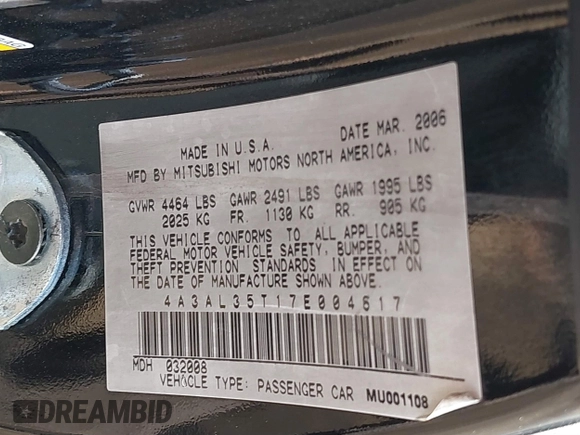 MADE IN U.S.A. DATE MAR. 2006
MFD BY MITSUBISHI MOTORS NORTH AMERICA, INC.
GVWR 4464 LBS GAWR 2491 LBS GAWR 1995 LBS
2025 KG FR. 1130 KG RR. 905 KG
THIS VEHICLE CONFORMS TO ALL APPLICABLE
FEDERAL MOTOR VEHICLE SAFETY, BUMPER, AND
THEFT PREVENTION STANDARDS IN EFFECT ON
THE DATE OF MANUFACTURE SHOWN ABOVE.
4A3AL35T17E004617
MDH 032008
VEHICLE TYPE: PASSENGER CAR MU001108
DREAMBID